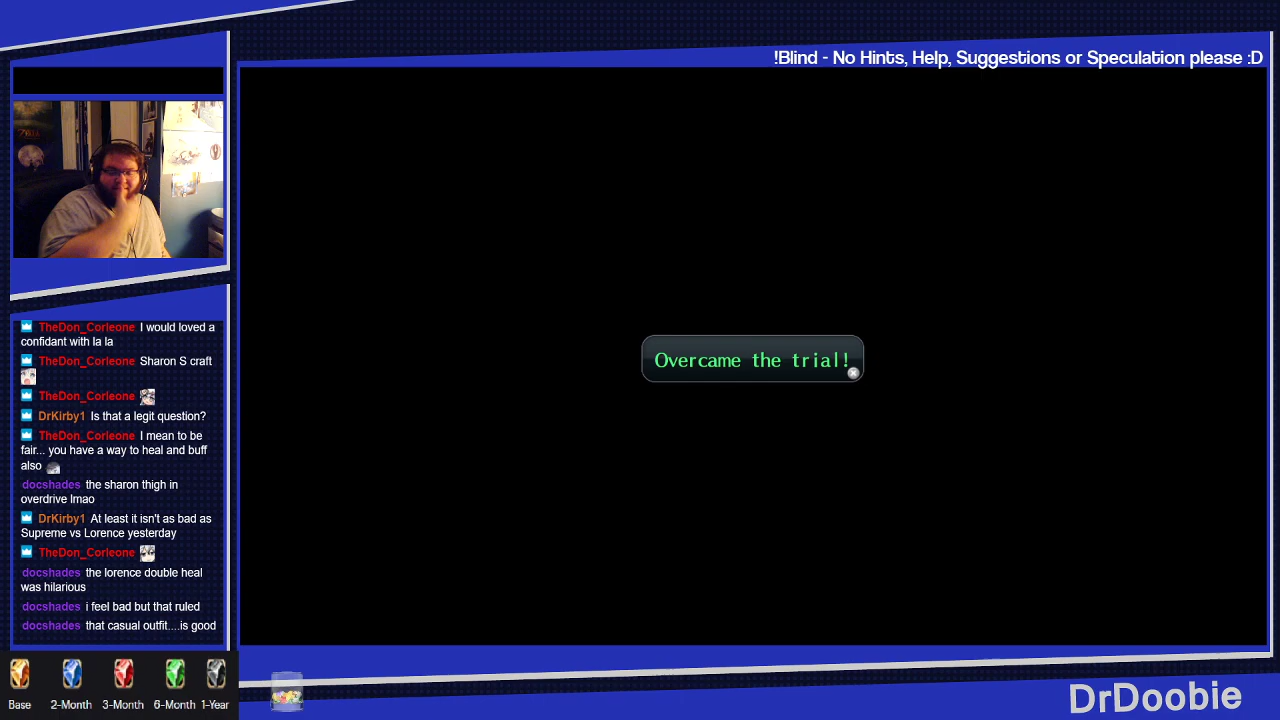 !Blind - No Hints, Help, Suggestions or Speculation please :D
TheDon_Corleone I would loved a
confidant with la la
TheDon_Corleone Sharon S craft
TheDon_Corleone
DrKirby1 Is that a legit question?
TheDon_Corleone I mean to be
fair... you have a way to heal and buff
also
docshades the sharon thigh in
overdrive lmao
DrKirby1 At least it isn't as bad as
Supreme vs Lorence yesterday
TheDon_Corleone
docshades the lorence double heal
was hilarious
docshades i feel bad but that ruled
docshades that casual outfit....is good
Overcame the trial!
Base 2-Month 3-Month 6-Month 1-Year
DrDoobie